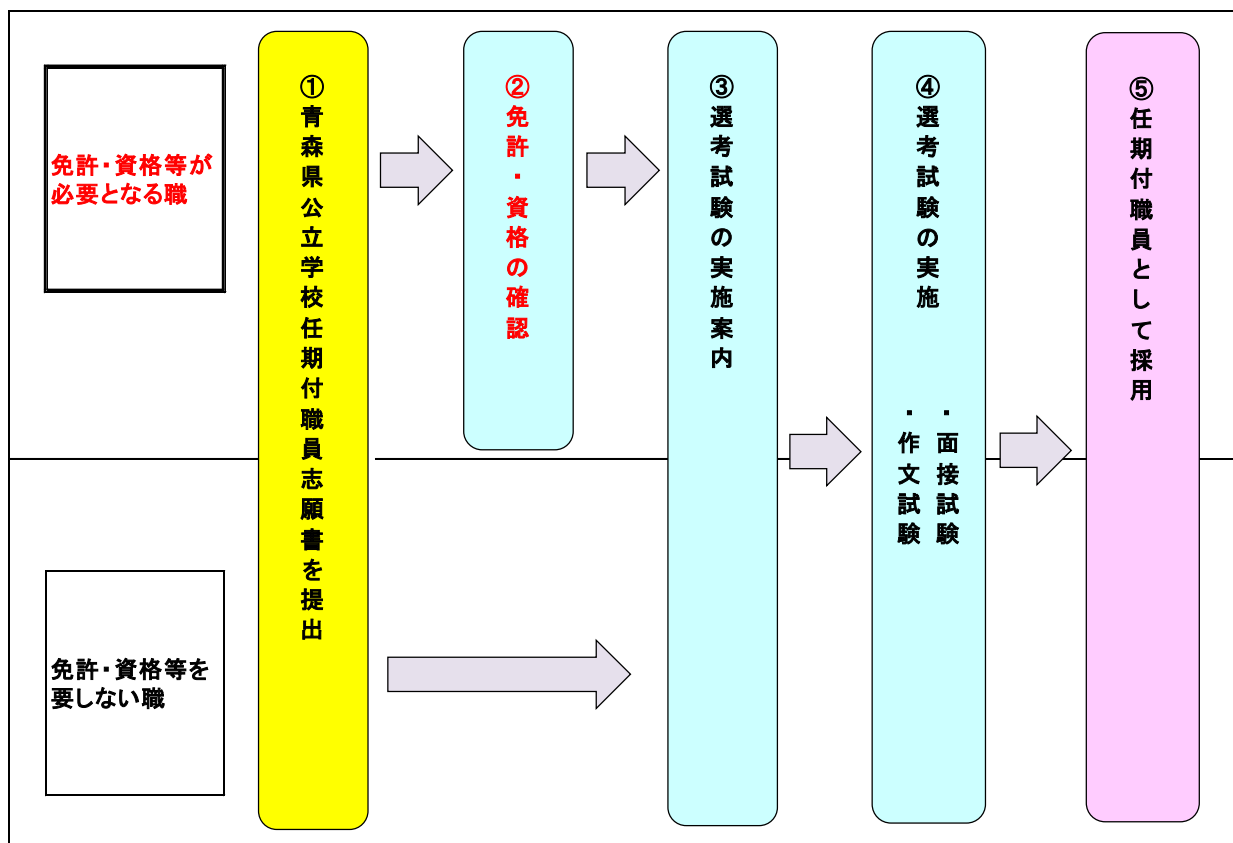 免許・資格等が
必要となる職
①青森県公立学校任期付職員志願書を提出
②免許・資格の確認
③選考試験の実施案内
④選考試験の実施
・面接試験
・作文試験
⑤任期付職員として採用
免許・資格等を
要しない職